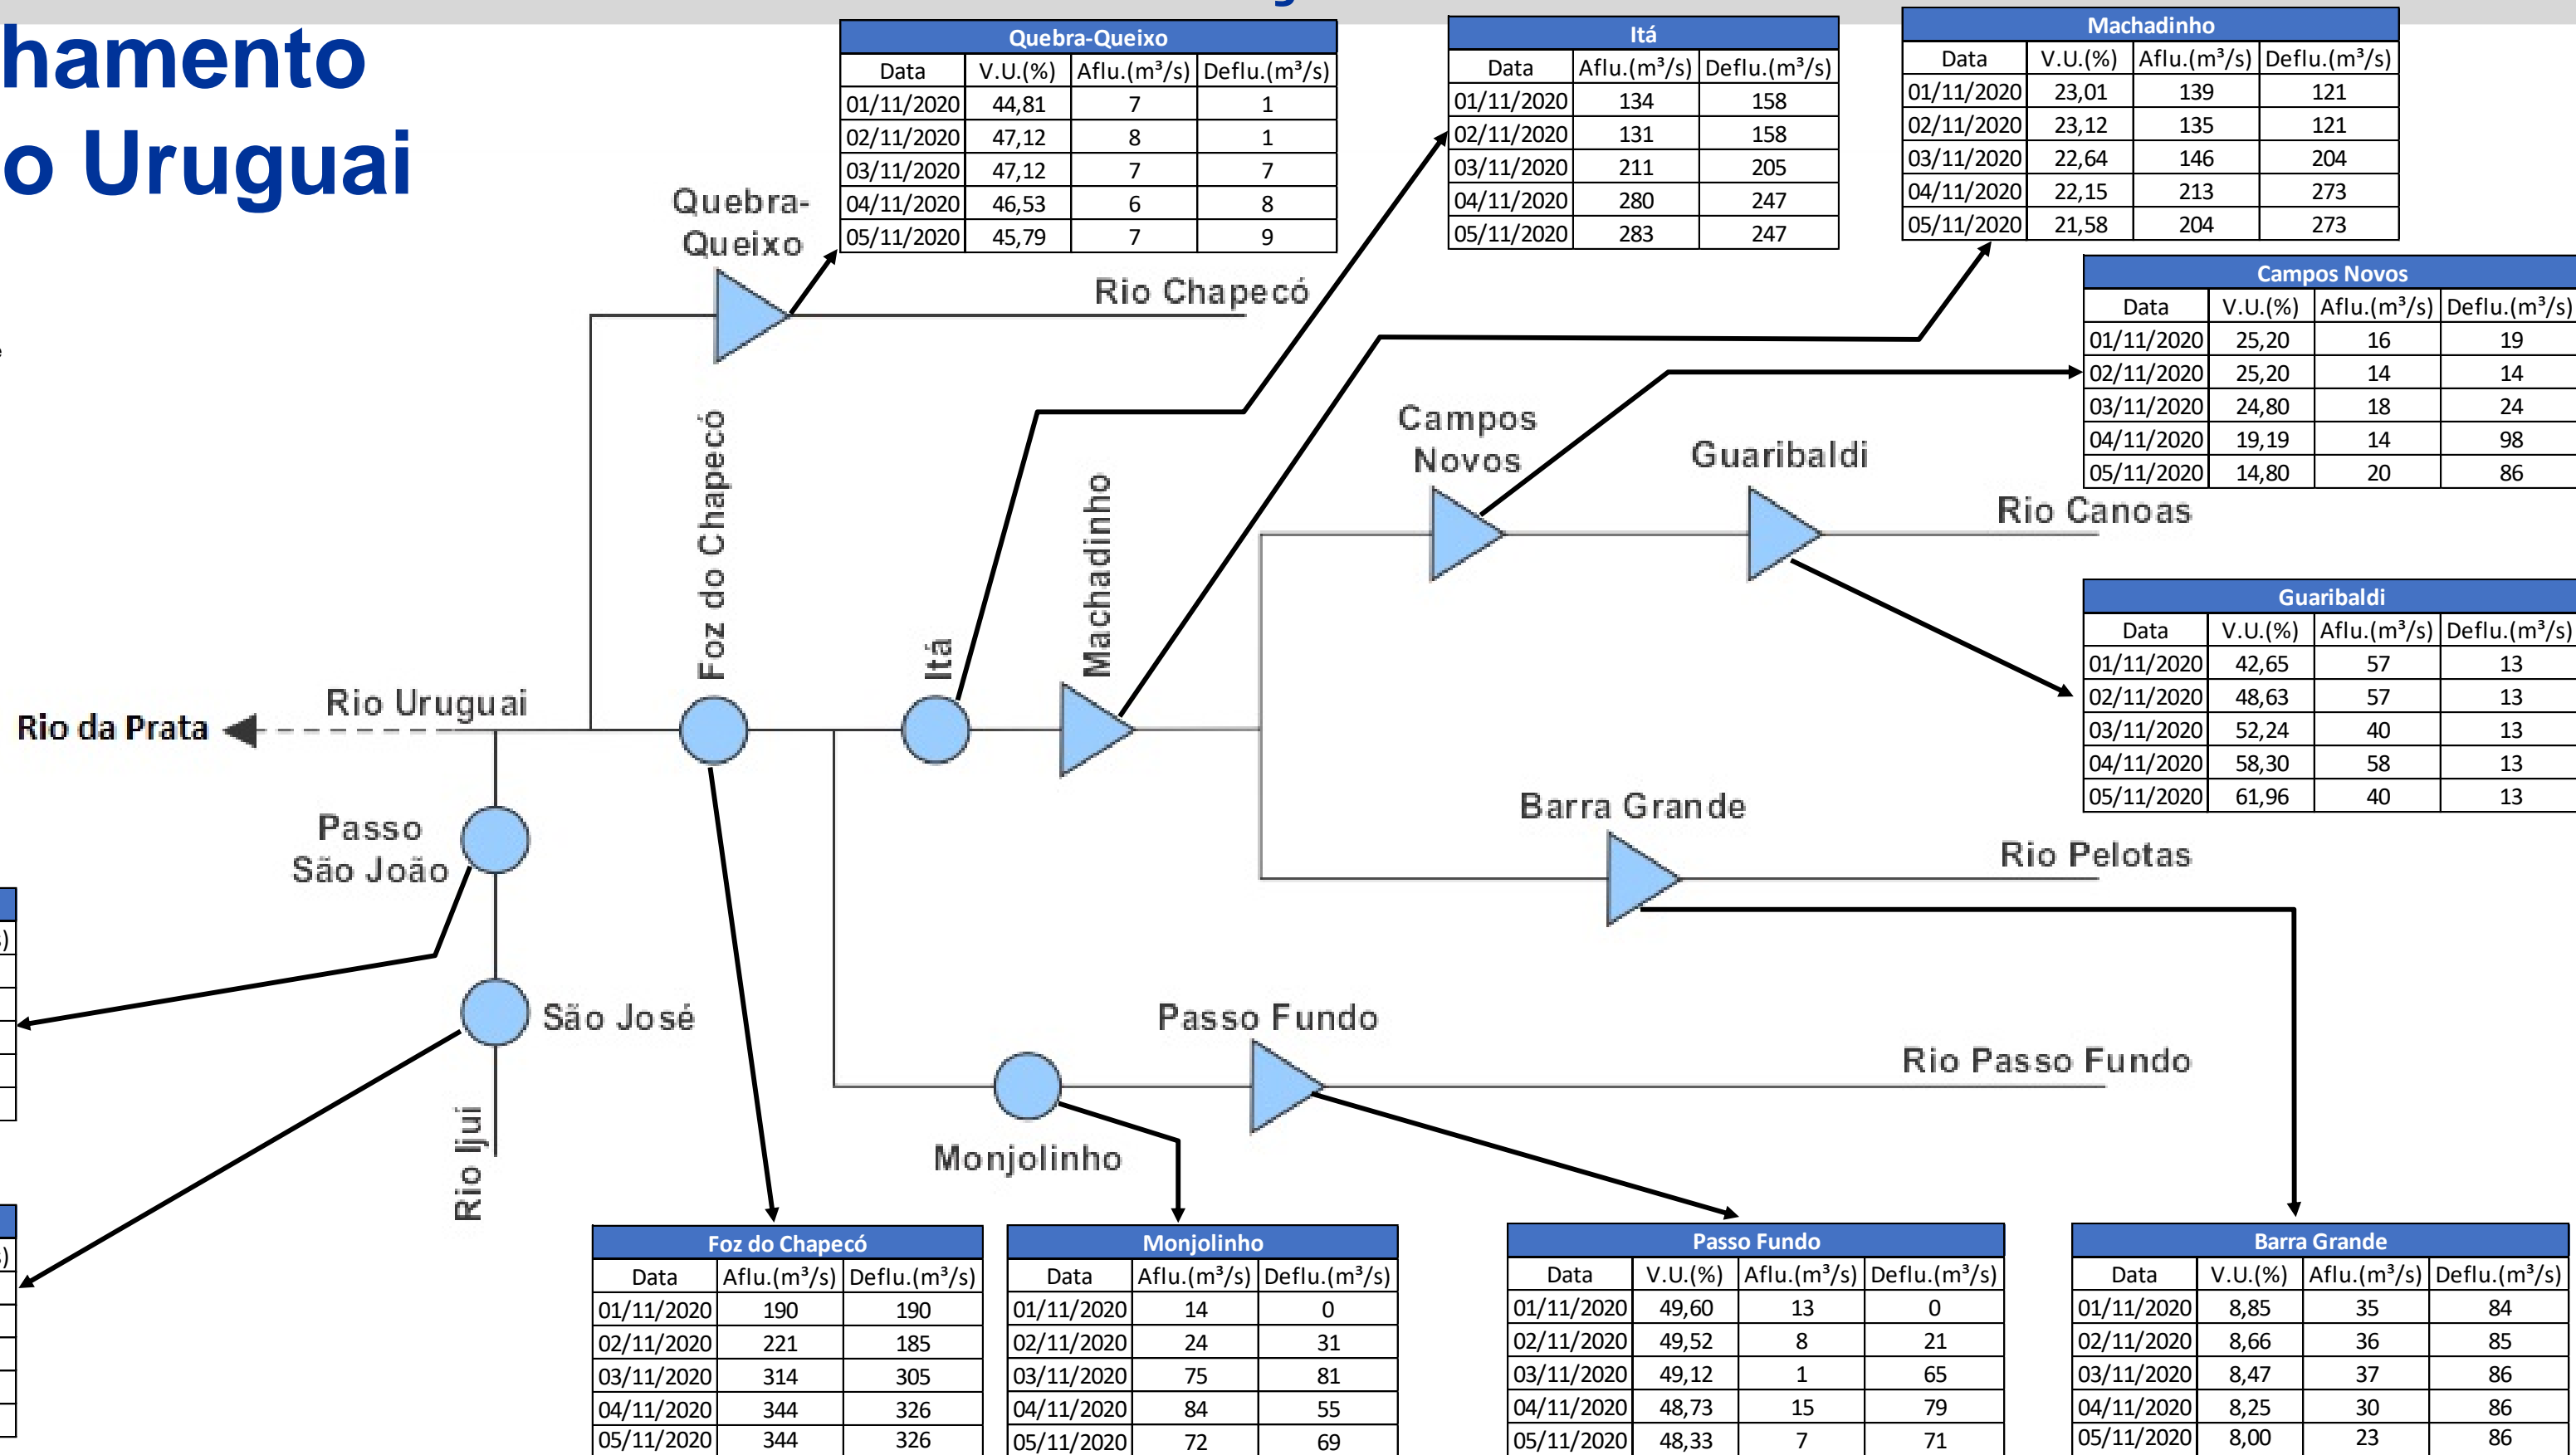 hamento
o Uruguai
Quebra-Queixo
Data V.U.(%) Aflu.(m³/s) Deflu.(m³/s)
01/11/2020 44,81 7 1
02/11/2020 47,12 8 1
03/11/2020 47,12 7 7
04/11/2020 46,53 6 8
05/11/2020 45,79 7 9
Itá
Data Aflu.(m³/s) Deflu.(m³/s)
01/11/2020 134 158
02/11/2020 131 158
03/11/2020 211 205
04/11/2020 280 247
05/11/2020 283 247
Machadinho
Data V.U.(%) Aflu.(m³/s) Deflu.(m³/s)
01/11/2020 23,01 139 121
02/11/2020 23,12 135 121
03/11/2020 22,64 146 204
04/11/2020 22,15 213 273
05/11/2020 21,58 204 273
Campos Novos
Data V.U.(%) Aflu.(m³/s) Deflu.(m³/s)
01/11/2020 25,20 16 19
02/11/2020 25,20 14 14
03/11/2020 24,80 18 24
04/11/2020 19,19 14 98
05/11/2020 14,80 20 86
Quebra-
Queixo
Rio Chapecó
Foz do Chapecó
Itá
Machadinho
Campos
Novos
Guaribaldi
Rio Canoas
Guaribaldi
Data V.U.(%) Aflu.(m³/s) Deflu.(m³/s)
01/11/2020 42,65 57 13
02/11/2020 48,63 57 13
03/11/2020 52,24 40 13
04/11/2020 58,30 58 13
05/11/2020 61,96 40 13
Rio da Prata
Rio Uruguai
Passo
São João
São José
Rio Ijui
Barra Grande
Rio Pelotas
Passo Fundo
Rio Passo Fundo
Monjolinho
s)
s)
Foz do Chapecó
Data Aflu.(m³/s) Deflu.(m³/s)
01/11/2020 190 190
02/11/2020 221 185
03/11/2020 314 305
04/11/2020 344 326
05/11/2020 344 326
Monjolinho
Data Aflu.(m³/s) Deflu.(m³/s)
01/11/2020 14 0
02/11/2020 24 31
03/11/2020 75 81
04/11/2020 84 55
05/11/2020 72 69
Passo Fundo
Data V.U.(%) Aflu.(m³/s) Deflu.(m³/s)
01/11/2020 49,60 13 0
02/11/2020 49,52 8 21
03/11/2020 49,12 1 65
04/11/2020 48,73 15 79
05/11/2020 48,33 7 71
Barra Grande
Data V.U.(%) Aflu.(m³/s) Deflu.(m³/s)
01/11/2020 8,85 35 84
02/11/2020 8,66 36 85
03/11/2020 8,47 37 86
04/11/2020 8,25 30 86
05/11/2020 8,00 23 86